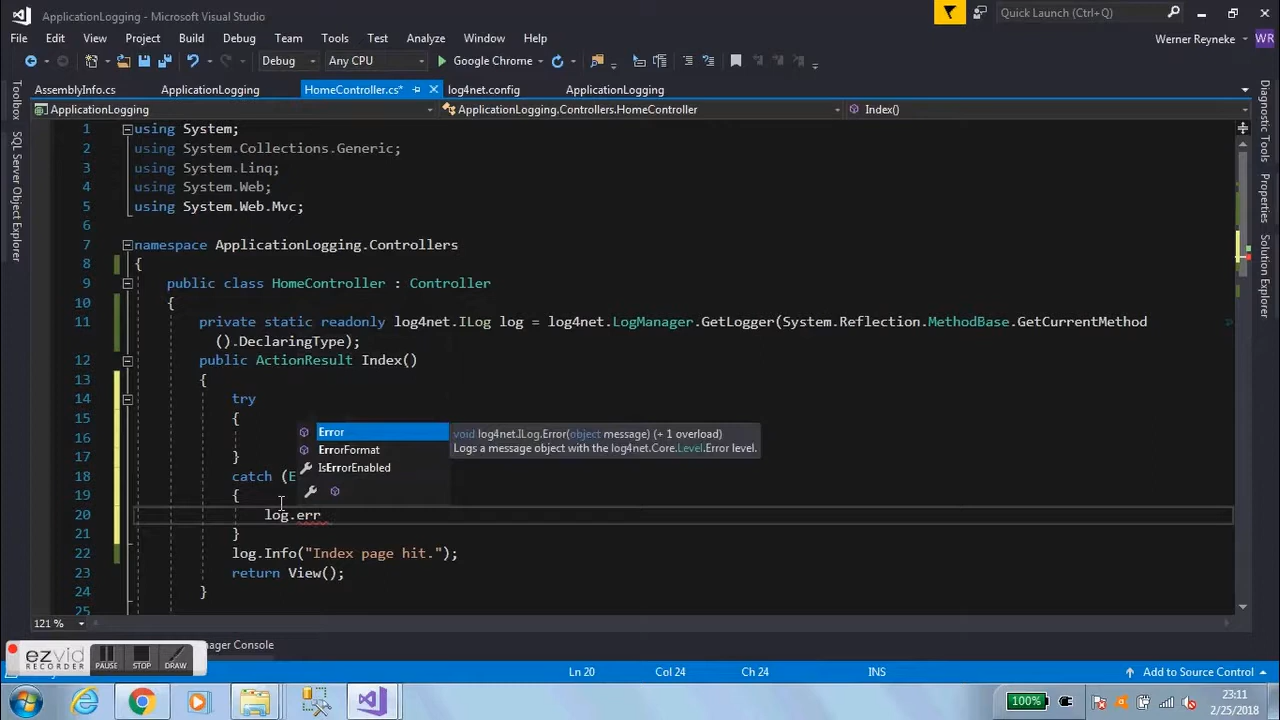 ApplicationLogging - Microsoft Visual Studio
Quick Launch (Ctrl+Q)
File Edit View Project Build Debug Team Tools Test Analyze Window Help
Werner Reyneke WR
Debug Any CPU Google Chrome
AssemblyInfo.cs ApplicationLogging HomeController.cs* log4net.config ApplicationLogging
ApplicationLogging ApplicationLogging.Controllers.HomeController Index()
Toolbox
SQL Server Object Explorer
Diagnostic Tools
Properties
Solution Explorer
1 using System;
2 using System.Collections.Generic;
3 using System.Linq;
4 using System.Web;
5 using System.Web.Mvc;
6
7 namespace ApplicationLogging.Controllers
8 {
9 public class HomeController : Controller
10 {
11 private static readonly log4net.ILog log = log4net.LogManager.GetLogger(System.Reflection.MethodBase.GetCurrentMethod
().DeclaringType);
12 public ActionResult Index()
13 {
14 try
15 {
16
17 }
18 catch (E
19 {
20 log.err
21 }
22 log.Info("Index page hit.");
23 return View();
24 }
25
Error
ErrorFormat
IsErrorEnabled
void log4net.ILog.Error(object message) (+ 1 overload)
Logs a message object with the log4net.Core.Level.Error level.
121 %
ager Console
ezvid
RECORDER
PAUSE STOP DRAW
Ln 20 Col 24 Ch 24 INS Add to Source Control
100%
23:11
2/25/2018